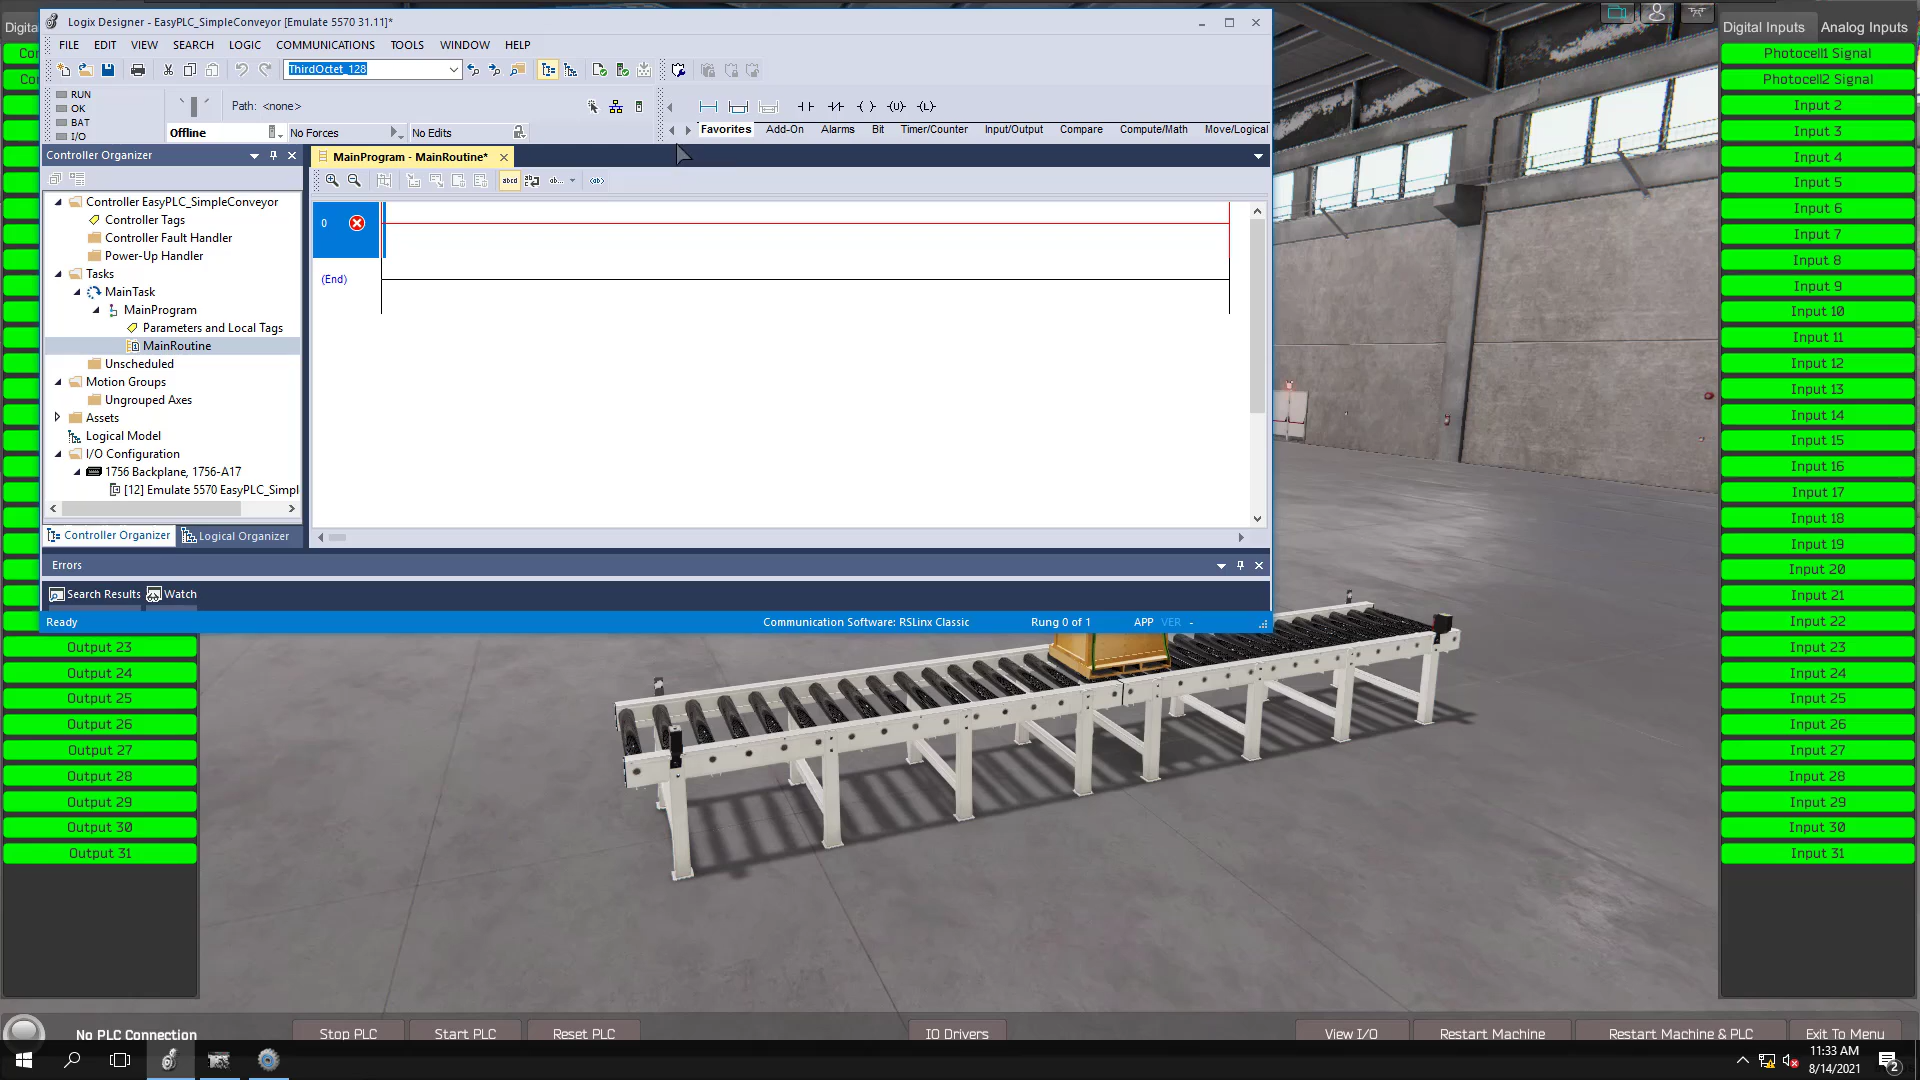 Logix Designer - EasyPLC_SimpleConveyor [Emulate 5570 31.11]*
FILE EDIT VIEW SEARCH LOGIC COMMUNICATIONS TOOLS WINDOW HELP
ThirdOctet_128
RUN
OK
BAT
I/O
Path: <none>
Offline
No Forces
No Edits
Favorites Add-On Alarms Bit Timer/Counter Input/Output Compare Compute/Math Move/Logical
Controller Organizer
MainProgram - MainRoutine*
Controller EasyPLC_SimpleConveyor
Controller Tags
Controller Fault Handler
Power-Up Handler
Tasks
MainTask
MainProgram
Parameters and Local Tags
MainRoutine
Unscheduled
Motion Groups
Ungrouped Axes
Assets
Logical Model
I/O Configuration
1756 Backplane, 1756-A17
[12] Emulate 5570 EasyPLC_Simpl
Controller Organizer
Logical Organizer
0
(End)
Errors
Search Results
Watch
Ready
Communication Software: RSLinx Classic
Rung 0 of 1
APP VER -
Digita
Con
Co
Output 23
Output 24
Output 25
Output 26
Output 27
Output 28
Output 29
Output 30
Output 31
Digital Inputs
Analog Inputs
Photocell1 Signal
Photocell2 Signal
Input 2
Input 3
Input 4
Input 5
Input 6
Input 7
Input 8
Input 9
Input 10
Input 11
Input 12
Input 13
Input 14
Input 15
Input 16
Input 17
Input 18
Input 19
Input 20
Input 21
Input 22
Input 23
Input 24
Input 25
Input 26
Input 27
Input 28
Input 29
Input 30
Input 31
No PLC Connection
Stop PLC
Start PLC
Reset PLC
IO Drivers
View I/O
Restart Machine
Restart Machine & PLC
Exit To Menu
11:33 AM
8/14/2021
2